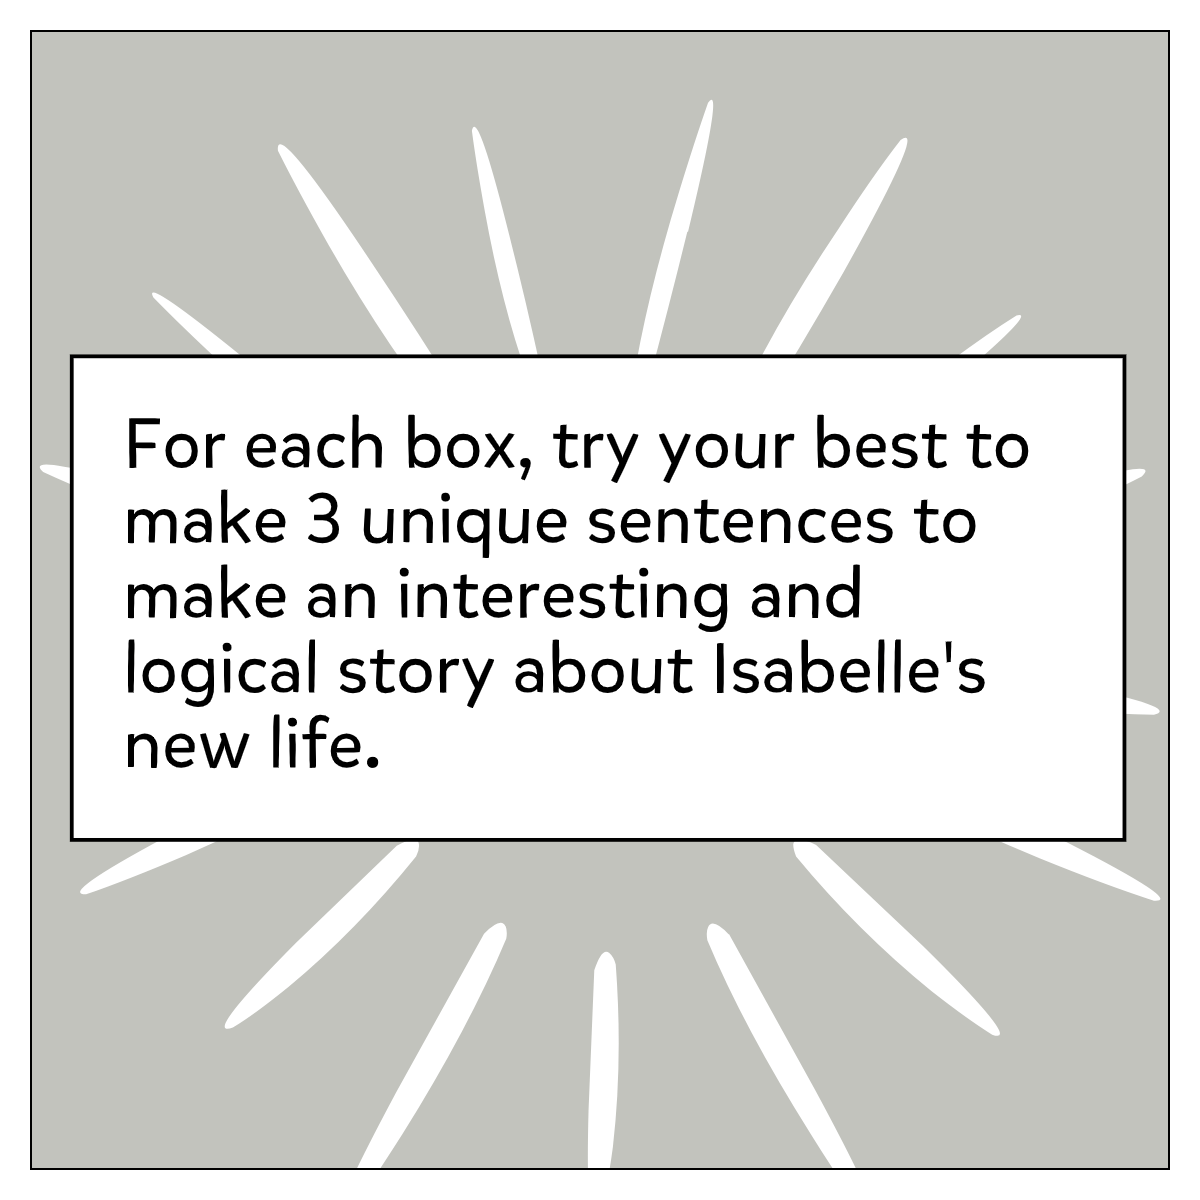 For each box, try your best to
make 3 unique sentences to
make an interesting and
logical story about Isabelle's
new life.